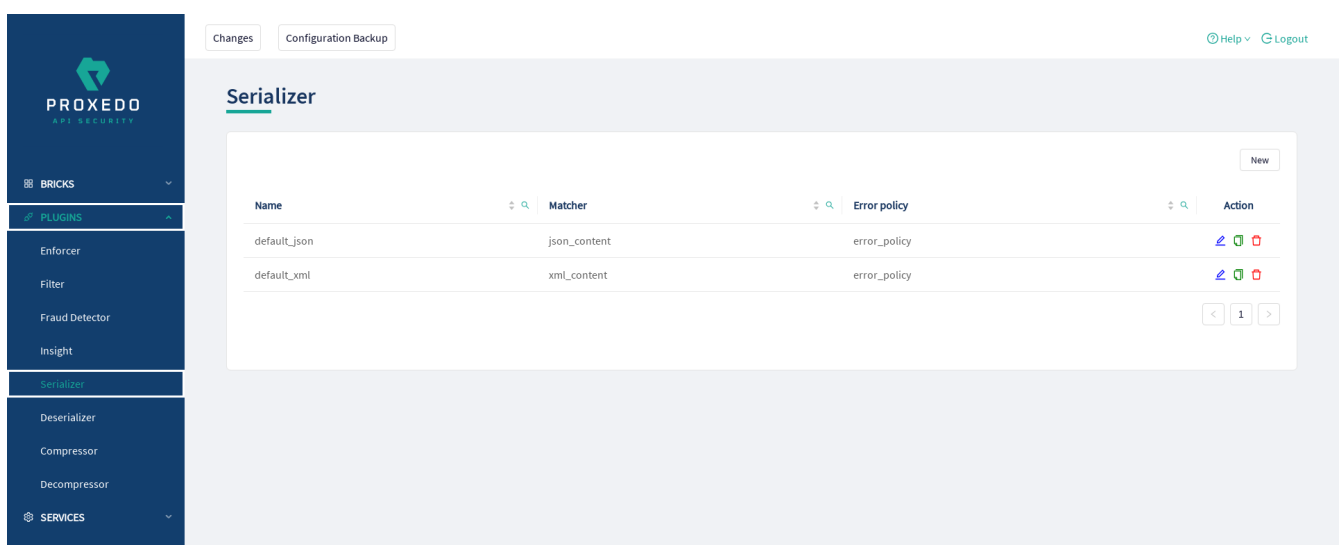 Changes Configuration Backup Help Logout
PROXEDO
API SECURITY
Serializer
New
BRICKS
Name Matcher Error policy Action
PLUGINS
default_json json_content error_policy
Enforcer
default_xml xml_content error_policy
Filter
Fraud Detector
< 1 >
Insight
Serializer
Deserializer
Compressor
Decompressor
SERVICES